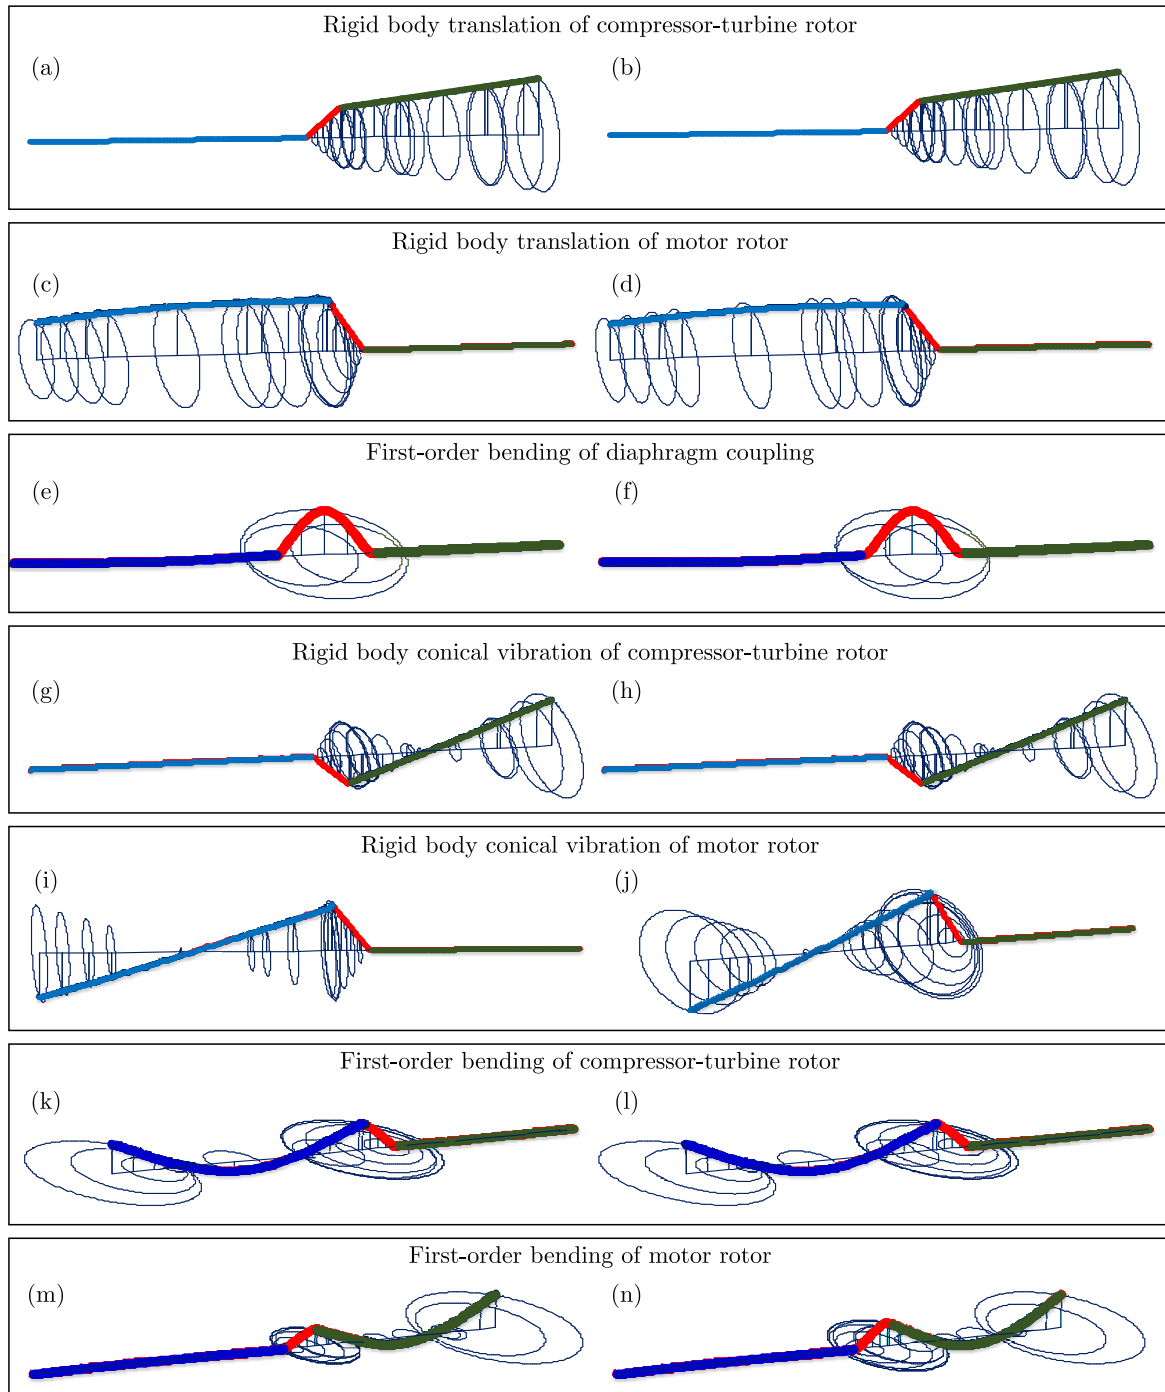 Rigid body translation of compressor-turbine rotor
(a) (b)
Rigid body translation of motor rotor
(c) (d)
First-order bending of diaphragm coupling
(e) (f)
Rigid body conical vibration of compressor-turbine rotor
(g) (h)
Rigid body conical vibration of motor rotor
(i) (j)
First-order bending of compressor-turbine rotor
(k) (l)
First-order bending of motor rotor
(m) (n)